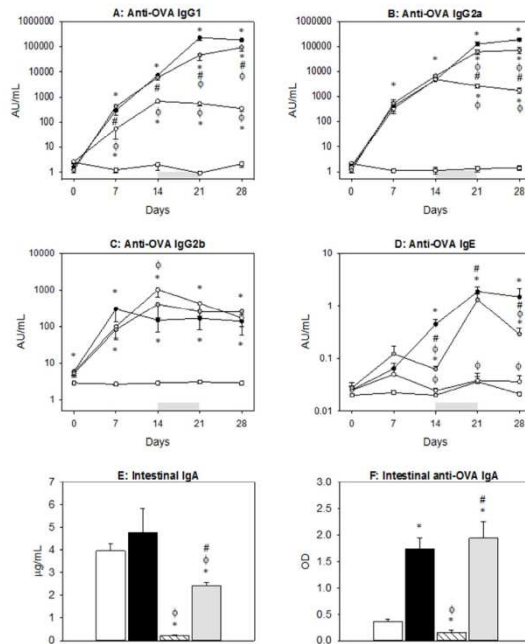 A: Anti-OVA IgG1
AU/mL
1000000
100000
10000
1000
100
10
1
* * * * # ϕ # ϕ * # ϕ * * # ϕ * # ϕ *
0 7 14 21 28
Days
B: Anti-OVA IgG2a
AU/mL
1000000
100000
10000
1000
100
10
1
* * * * ϕ # * ϕ * * ϕ # * ϕ
0 7 14 21 28
Days
C: Anti-OVA IgG2b
AU/mL
10000
1000
100
10
1
* * * ϕ * * * * * *
0 7 14 21 28
Days
D: Anti-OVA IgE
AU/mL
10
1
0.1
0.01
* # ϕ * ϕ # * * ϕ * # ϕ * ϕ
0 7 14 21 28
Days
E: Intestinal IgA
µg/mL
7
6
5
4
3
2
1
0
ϕ
*
#
ϕ
*
F: Intestinal anti-OVA IgA
OD
2.5
2.0
1.5
1.0
0.5
0.0
*
ϕ
*
#
*